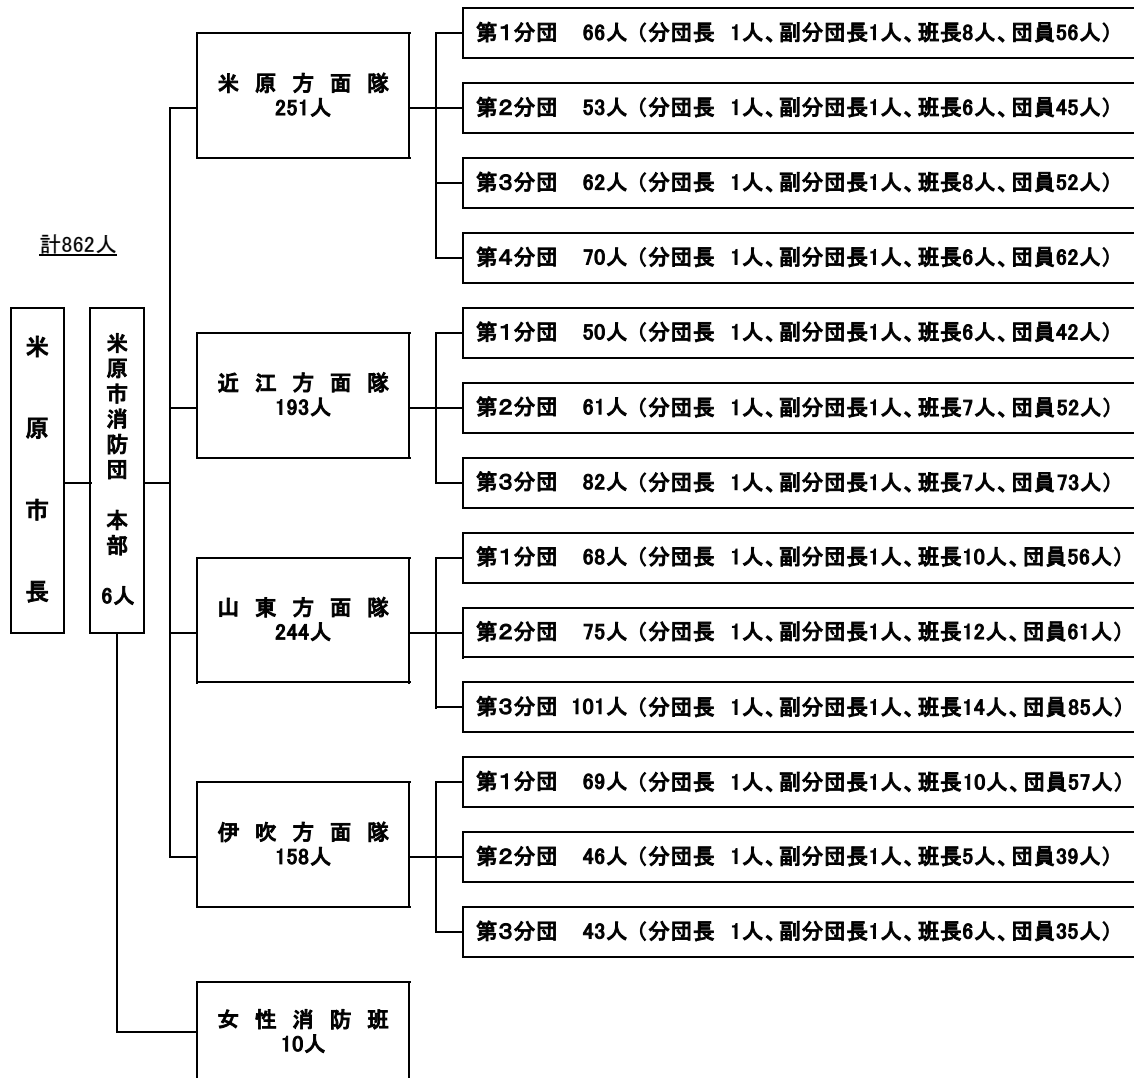 計862人
米原市長
米原市消防団 本部 6人
米原方面隊
251人
第1分団 66人（分団長 1人、副分団長1人、班長8人、団員56人）
第2分団 53人（分団長 1人、副分団長1人、班長6人、団員45人）
第3分団 62人（分団長 1人、副分団長1人、班長8人、団員52人）
第4分団 70人（分団長 1人、副分団長1人、班長6人、団員62人）
近江方面隊
193人
第1分団 50人（分団長 1人、副分団長1人、班長6人、団員42人）
第2分団 61人（分団長 1人、副分団長1人、班長7人、団員52人）
第3分団 82人（分団長 1人、副分団長1人、班長7人、団員73人）
山東方面隊
244人
第1分団 68人（分団長 1人、副分団長1人、班長10人、団員56人）
第2分団 75人（分団長 1人、副分団長1人、班長12人、団員61人）
第3分団 101人（分団長 1人、副分団長1人、班長14人、団員85人）
伊吹方面隊
158人
第1分団 69人（分団長 1人、副分団長1人、班長10人、団員57人）
第2分団 46人（分団長 1人、副分団長1人、班長5人、団員39人）
第3分団 43人（分団長 1人、副分団長1人、班長6人、団員35人）
女性消防班
10人